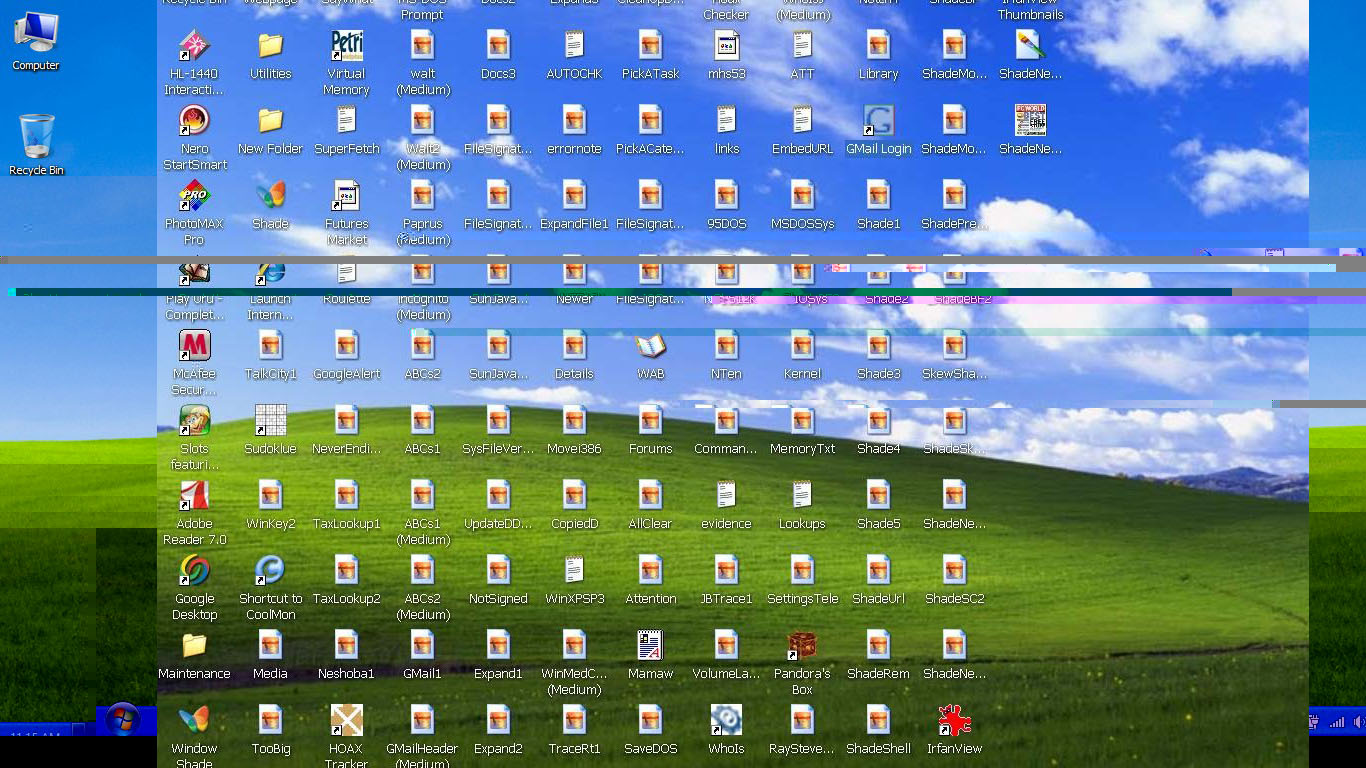 Recycle Bin Webpage SayWhat MS-DOS Docs2 Expand3 CleanUpD... Hoax WhoIs Notch4 ShadeBF IrfanView
Prompt Checker (Medium) Thumbnails
Computer
HL-1440 Utilities Virtual walt Docs3 AUTOCHK PickATask mhs53 ATT Library ShadeMo... ShadeNe...
Interacti... Memory (Medium)
Nero New Folder SuperFetch Walt2 FileSignat... errornote PickACate... links EmbedURL GMail Login ShadeMo... ShadeNe...
StartSmart (Medium)
Recycle Bin
PhotoMAX Shade Futures Paprus FileSignat... ExpandFile1 FileSignat... 95DOS MSDOSSys Shade1 ShadePre...
Pro Market (Medium)
Play Uru - Launch Roulette Incognito SunJava... Newer FileSignat... IOSys Shade2 ShadeBF2
Complet... Intern... (Medium)
McAfee TalkCity1 GoogleAlert ABCs2 SunJava... Details WAB NTen Kernel Shade3 SkewSha...
Secur...
Slots Sudoklue NeverEndi... ABCs1 SysFileVer... Movei386 Forums Comman... MemoryTxt Shade4 ShadeSk...
featuri...
Adobe WinKey2 TaxLookup1 ABCs1 UpdateDD... CopiedD AllClear evidence Lookups Shade5 ShadeNe...
Reader 7.0 (Medium)
Google Shortcut to TaxLookup2 ABCs2 NotSigned WinXPSP3 Attention JBTrace1 SettingsTele ShadeUrl ShadeSC2
Desktop CoolMon (Medium)
Maintenance Media Neshoba1 GMail1 Expand1 WinMedC... Mamaw VolumeLa... Pandora's ShadeRem ShadeNe...
(Medium) Box
11:15 AM
Window TooBig HOAX GMailHeader Expand2 TraceRt1 SaveDOS WhoIs RaySteve... ShadeShell IrfanView
Shade Tracker (Medium)